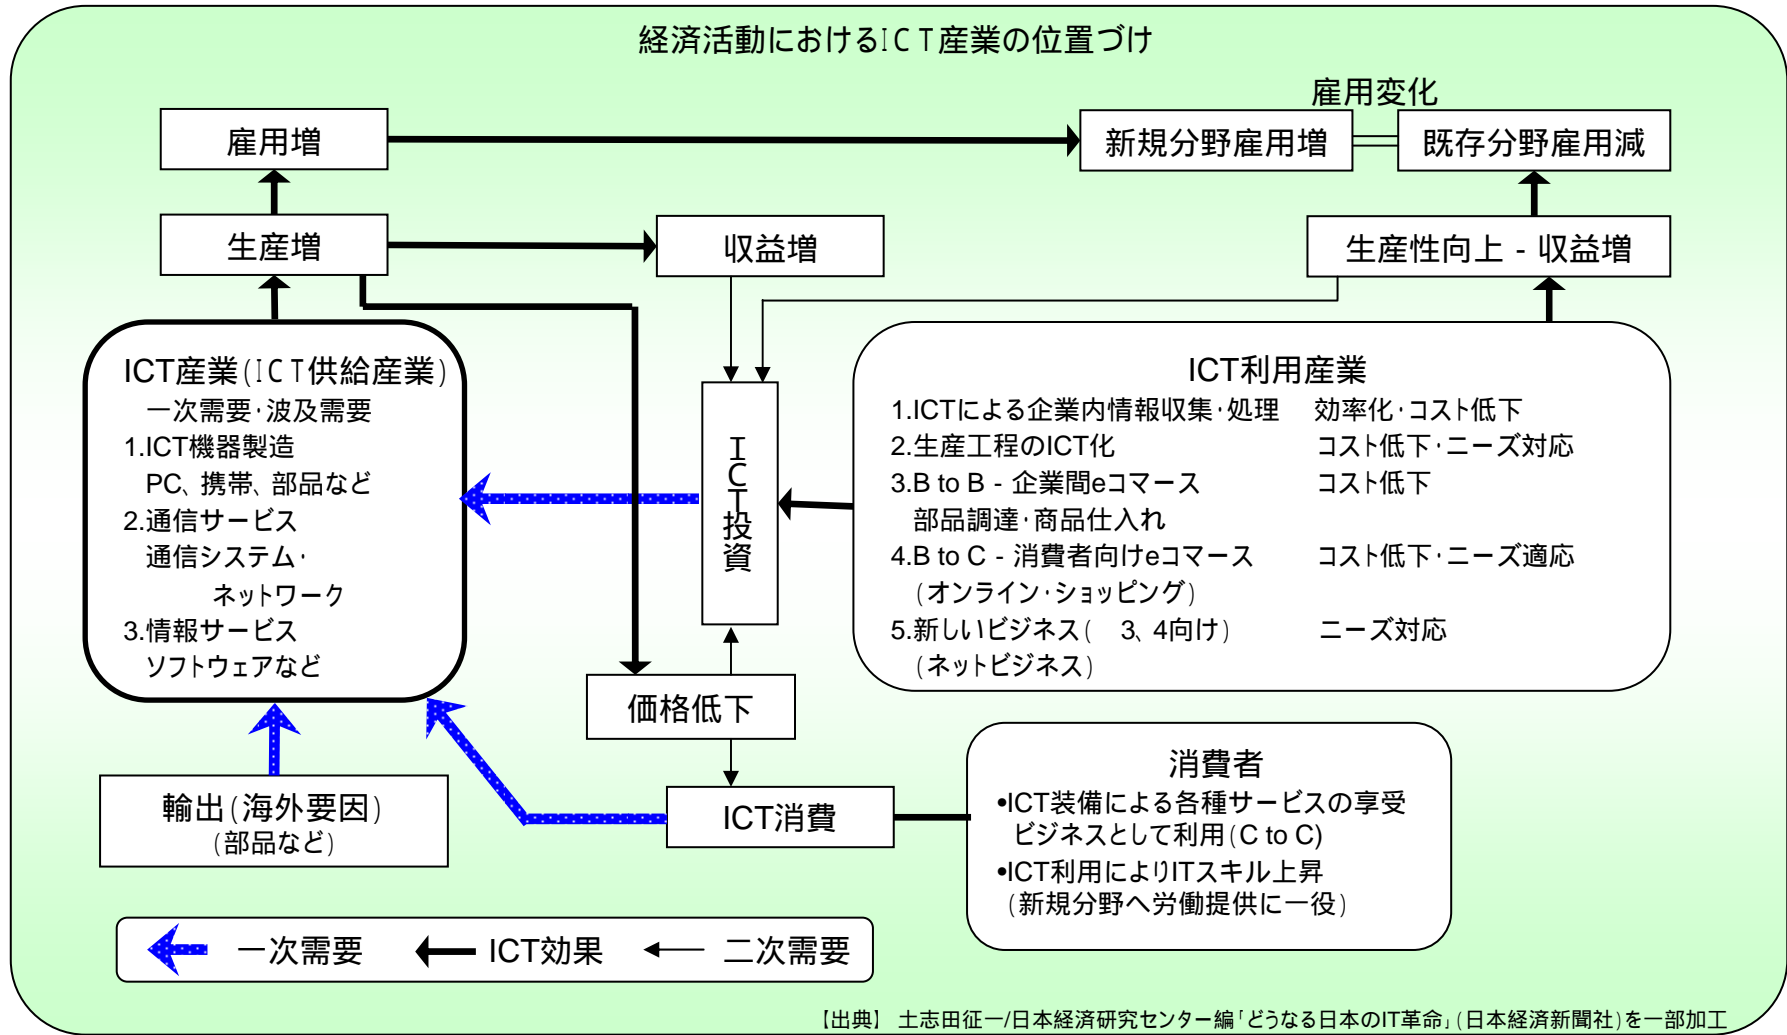 経済活動におけるICT産業の位置づけ
雇用変化
雇用増
新規分野雇用増
既存分野雇用減
生産増
収益増
生産性向上 - 収益増
ICT産業(ICT供給産業)
一次需要・波及需要
1.ICT機器製造
PC、携帯、部品など
2.通信サービス
通信システム・
ネットワーク
3.情報サービス
ソフトウェアなど
ICT投資
ICT利用産業
1.ICTによる企業内情報収集・処理 効率化・コスト低下
2.生産工程のICT化 コスト低下・ニーズ対応
3.B to B - 企業間eコマース コスト低下
部品調達・商品仕入れ
4.B to C - 消費者向けeコマース コスト低下・ニーズ適応
(オンライン・ショッピング)
5.新しいビジネス( 3、4向け) ニーズ対応
(ネットビジネス)
価格低下
輸出(海外要因)
(部品など)
ICT消費
消費者
•ICT装備による各種サービスの享受
ビジネスとして利用(C to C)
•ICT利用によりITスキル上昇
(新規分野へ労働提供に一役)
一次需要 ICT効果 二次需要
【出典】 土志田征一/日本経済研究センター編「どうなる日本のIT革命」(日本経済新聞社)を一部加工